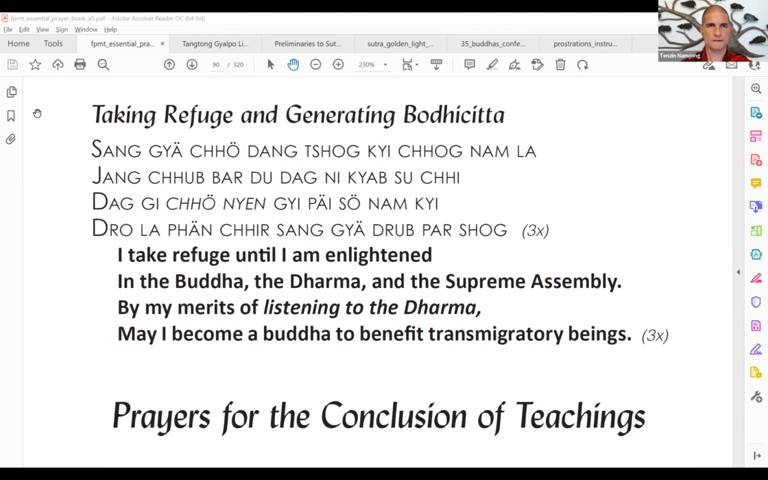 fpmt_essential_prayer_book_a5.pdf - Adobe Acrobat Reader DC (64-bit)
File Edit View Sign Window Help
Home Tools fpmt_essential_pra... × Tangtong Gyalpo Li... Preliminaries to Sut... sutra_golden_light_... 35_buddhas_confe... prostrations_instru...
90 / 320 230%
Taking Refuge and Generating Bodhicitta
SANG GYÄ CHHÖ DANG TSHOG KYI CHHOG NAM LA
JANG CHHUB BAR DU DAG NI KYAB SU CHHI
DAG GI CHHÖ NYEN GYI PÄI SÖ NAM KYI
DRO LA PHÄN CHHIR SANG GYÄ DRUB PAR SHOG (3x)
I take refuge until I am enlightened
In the Buddha, the Dharma, and the Supreme Assembly.
By my merits of listening to the Dharma,
May I become a buddha to benefit transmigratory beings. (3x)
Prayers for the Conclusion of Teachings